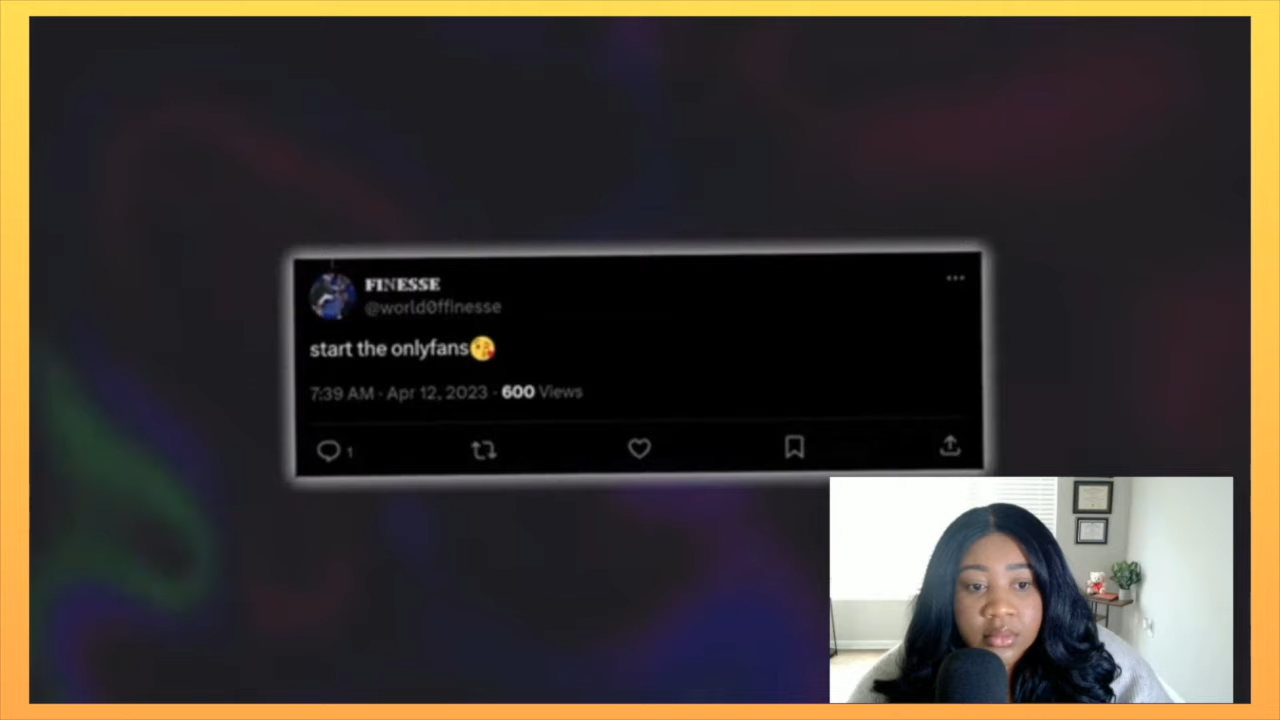 FINESSE
@world0ffinesse
start the onlyfans😘
7:39 AM · Apr 12, 2023 · 600 Views
1